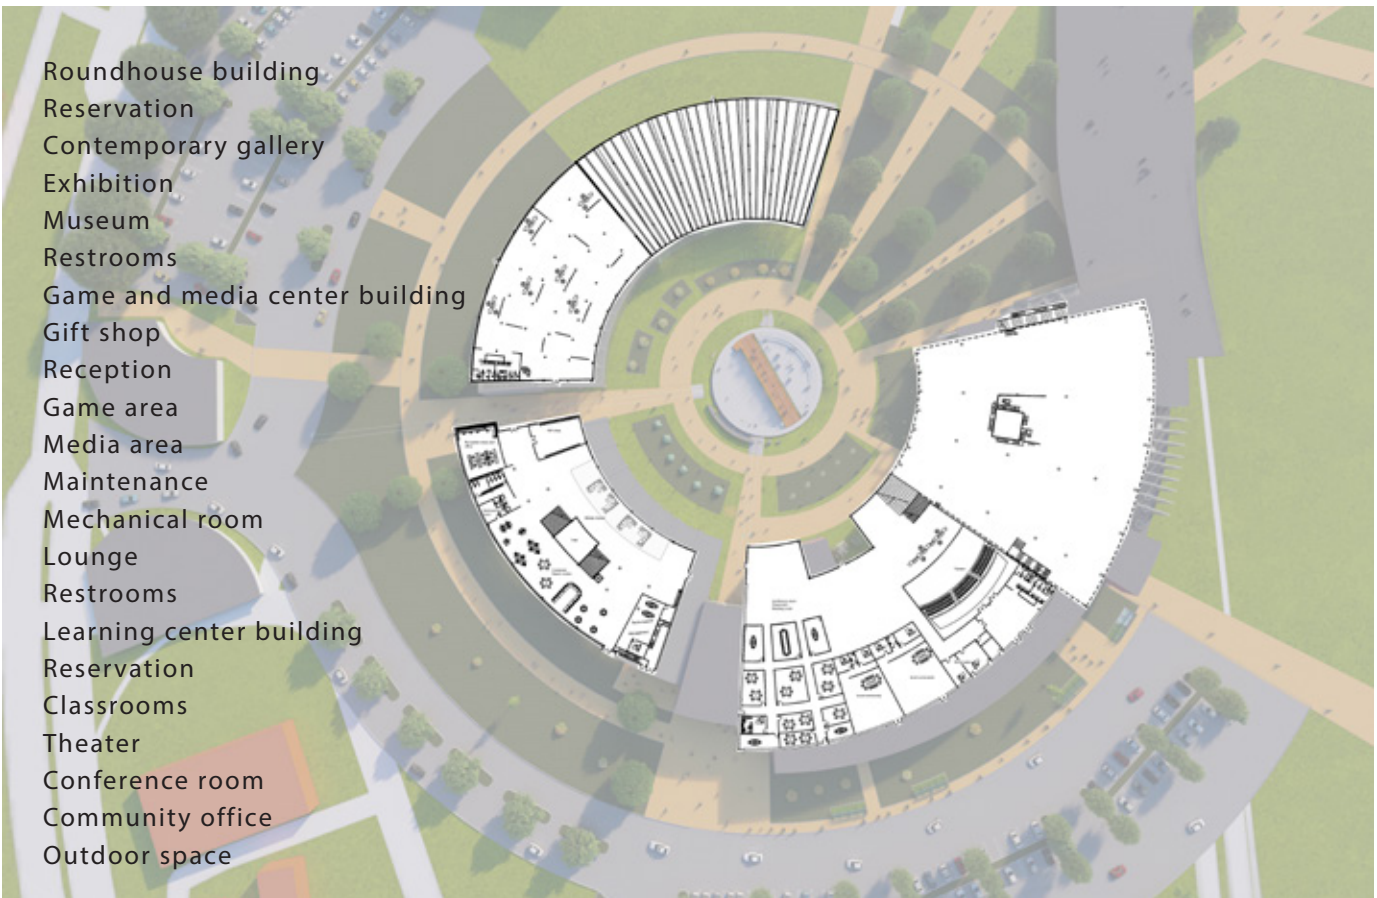 Roundhouse building
Reservation
Contemporary gallery
Exhibition
Museum
Restrooms
Game and media center building
Gift shop
Reception
Game area
Media area
Maintenance
Mechanical room
Lounge
Restrooms
Learning center building
Reservation
Classrooms
Theater
Conference room
Community office
Outdoor space